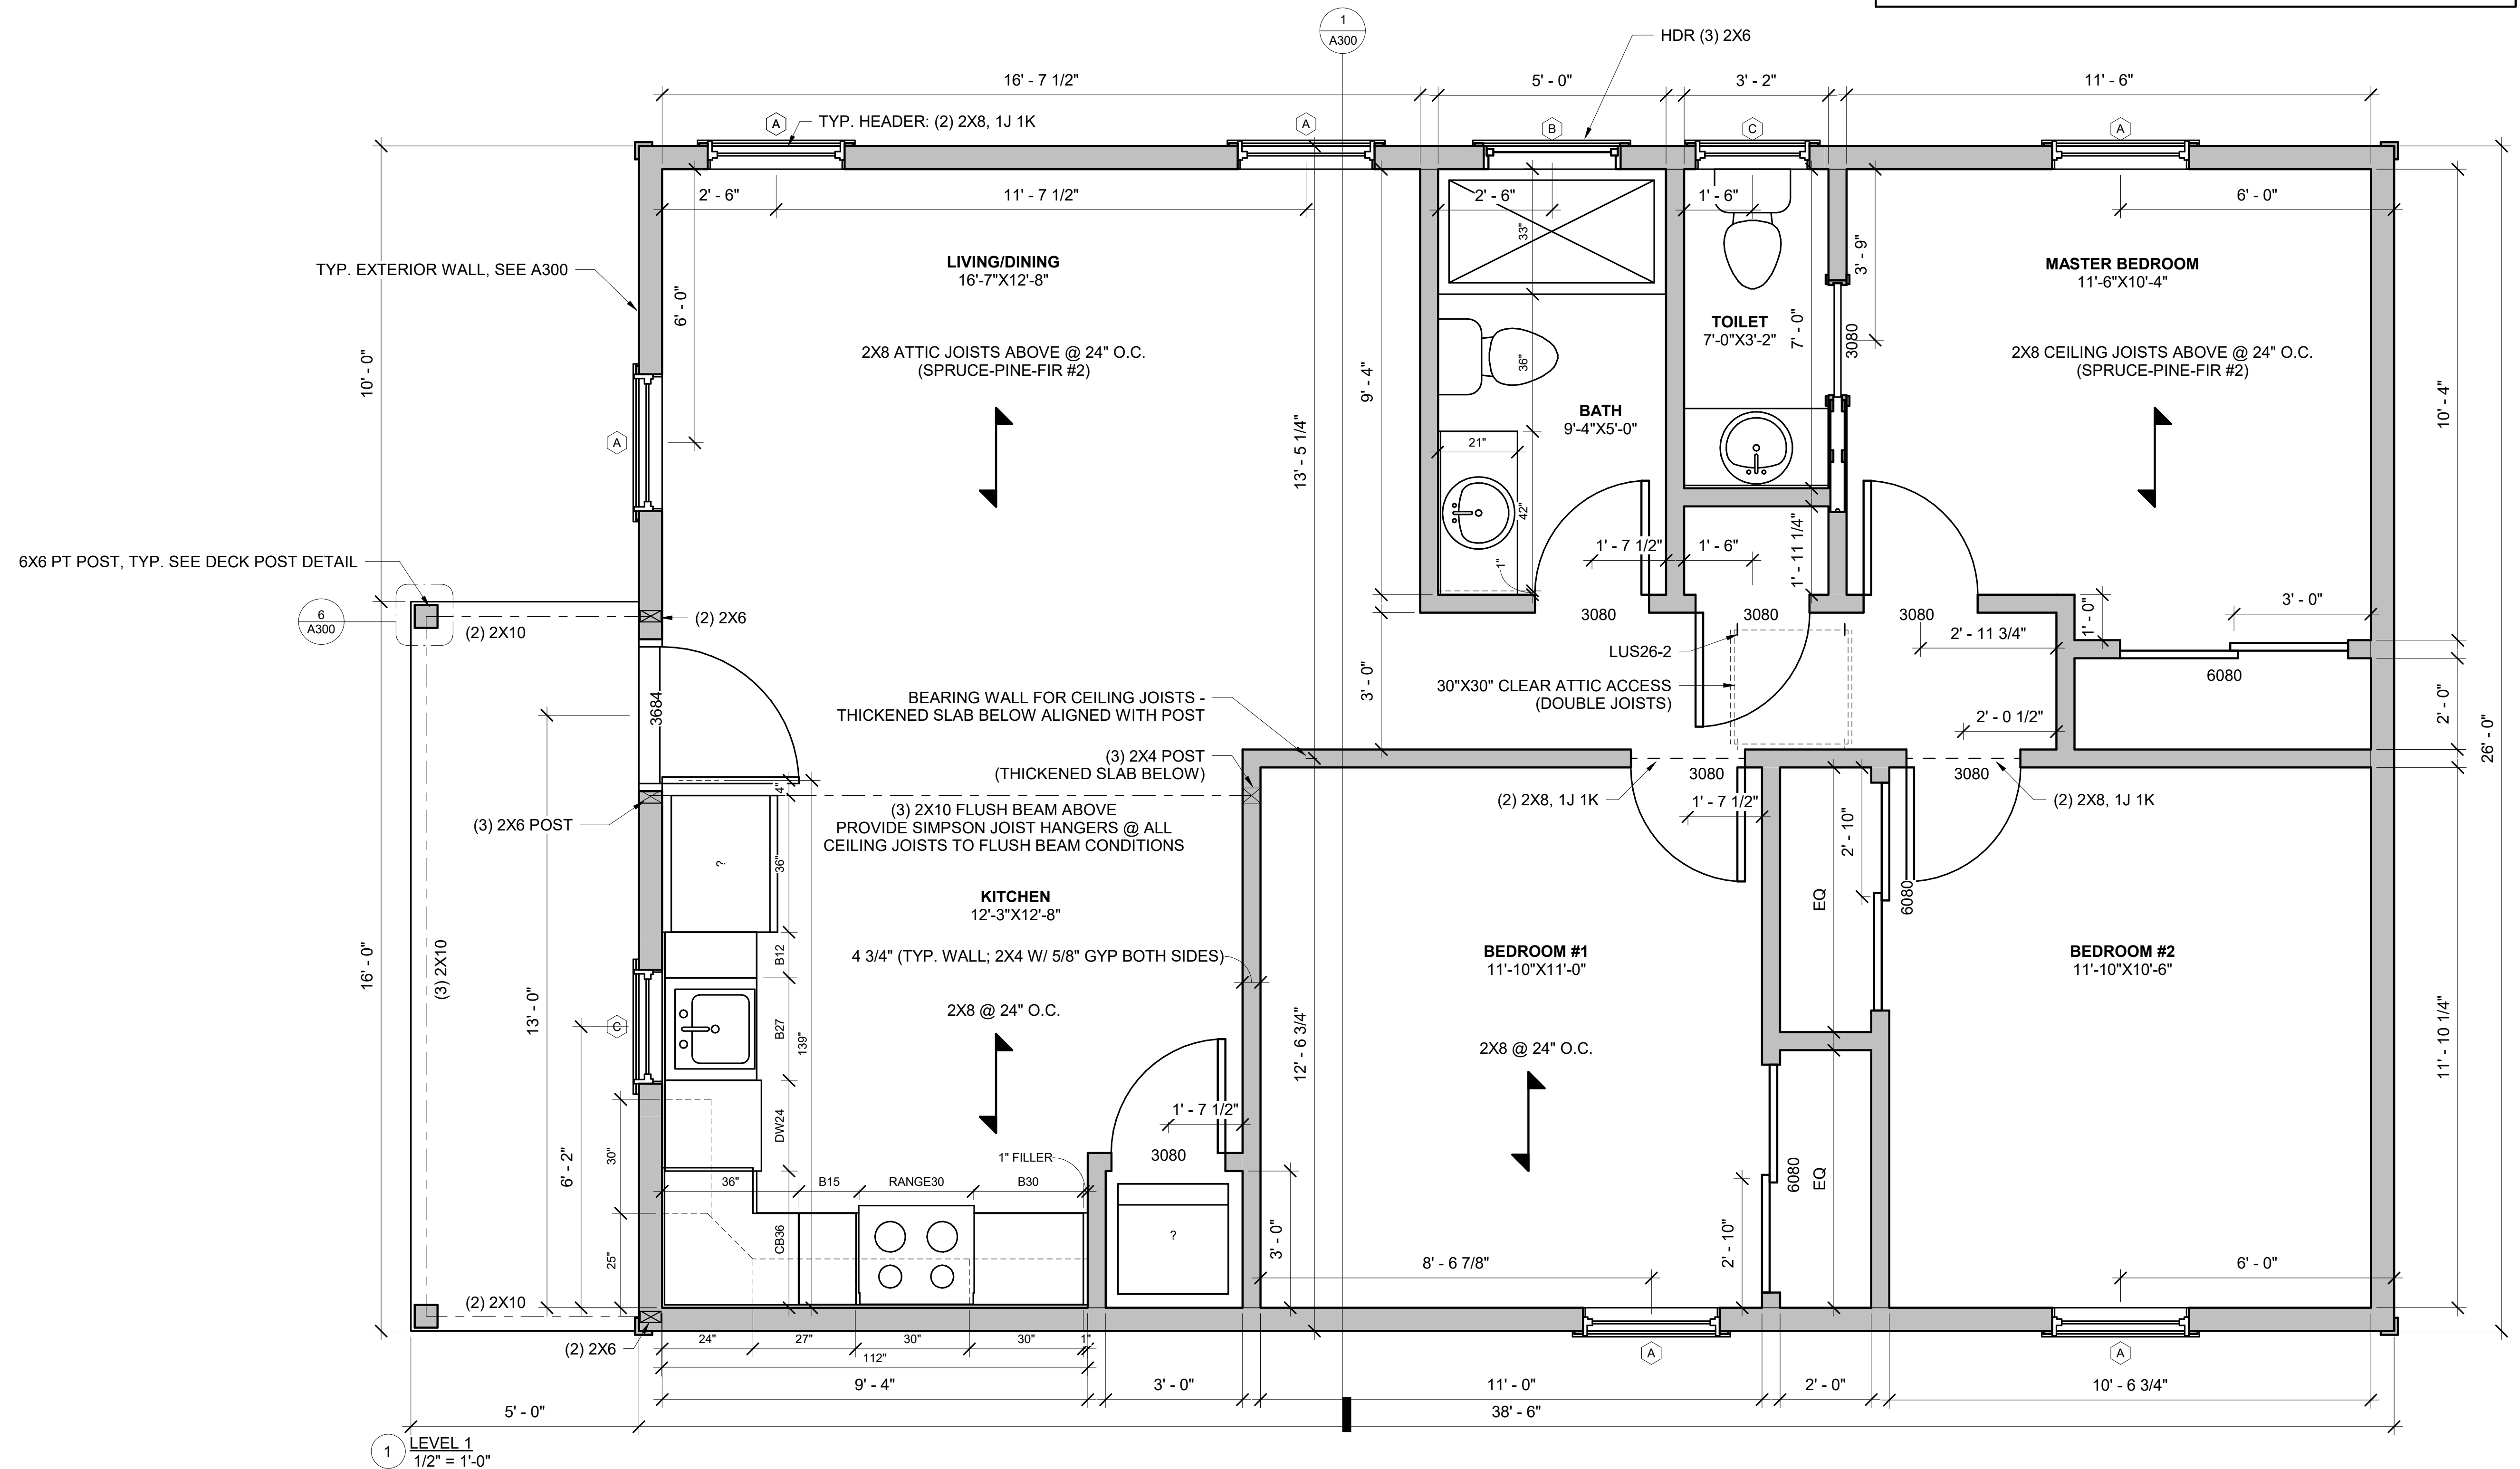 1
A300
HDR (3) 2X6
16' - 7 1/2"
5' - 0"
3' - 2"
11' - 6"
A
TYP. HEADER: (2) 2X8, 1J 1K
A
B
C
A
2' - 6"
11' - 7 1/2"
2' - 6"
1' - 6"
6' - 0"
33"
3' - 9"
TYP. EXTERIOR WALL, SEE A300
LIVING/DINING
16'-7"X12'-8"
MASTER BEDROOM
11'-6"X10'-4"
6' - 0"
TOILET
7'-0"X3'-2"
7' - 0"
3080
10' - 0"
2X8 ATTIC JOISTS ABOVE @ 24" O.C.
(SPRUCE-PINE-FIR #2)
9' - 4"
36"
2X8 CEILING JOISTS ABOVE @ 24" O.C.
(SPRUCE-PINE-FIR #2)
10' - 4"
BATH
9'-4"X5'-0"
A
13' - 5 1/4"
21"
42"
1' - 7 1/2"
1' - 6"
1' - 11 1/4"
1"
6X6 PT POST, TYP. SEE DECK POST DETAIL
6
A300
(2) 2X10
(2) 2X6
3080
3080
3080
2' - 11 3/4"
1' - 0"
3' - 0"
LUS26-2
30"X30" CLEAR ATTIC ACCESS
(DOUBLE JOISTS)
3' - 0"
6080
2' - 0"
2' - 0 1/2"
26' - 0"
3684
BEARING WALL FOR CEILING JOISTS -
THICKENED SLAB BELOW ALIGNED WITH POST
(3) 2X4 POST
(THICKENED SLAB BELOW)
3080
3080
(2) 2X8, 1J 1K
(2) 2X8, 1J 1K
1' - 7 1/2"
4"
(3) 2X6 POST
(3) 2X10 FLUSH BEAM ABOVE
PROVIDE SIMPSON JOIST HANGERS @ ALL
CEILING JOISTS TO FLUSH BEAM CONDITIONS
?
36"
2' - 10"
EQ
6080
KITCHEN
12'-3"X12'-8"
16' - 0"
(3) 2X10
B12
4 3/4" (TYP. WALL; 2X4 W/ 5/8" GYP BOTH SIDES)
BEDROOM #1
11'-10"X11'-0"
BEDROOM #2
11'-10"X10'-6"
13' - 0"
C
B27
139"
2X8 @ 24" O.C.
12' - 6 3/4"
2X8 @ 24" O.C.
11' - 10 1/4"
DW24
1' - 7 1/2"
6' - 2"
30"
1" FILLER
3080
36"
B15
RANGE30
B30
6080
EQ
25"
CB36
?
3' - 0"
2' - 10"
8' - 6 7/8"
6' - 0"
(2) 2X10
(2) 2X6
24"
27"
30"
30"
1"
112"
A
A
9' - 4"
3' - 0"
11' - 0"
2' - 0"
10' - 6 3/4"
5' - 0"
38' - 6"
1
LEVEL 1
1/2" = 1'-0"